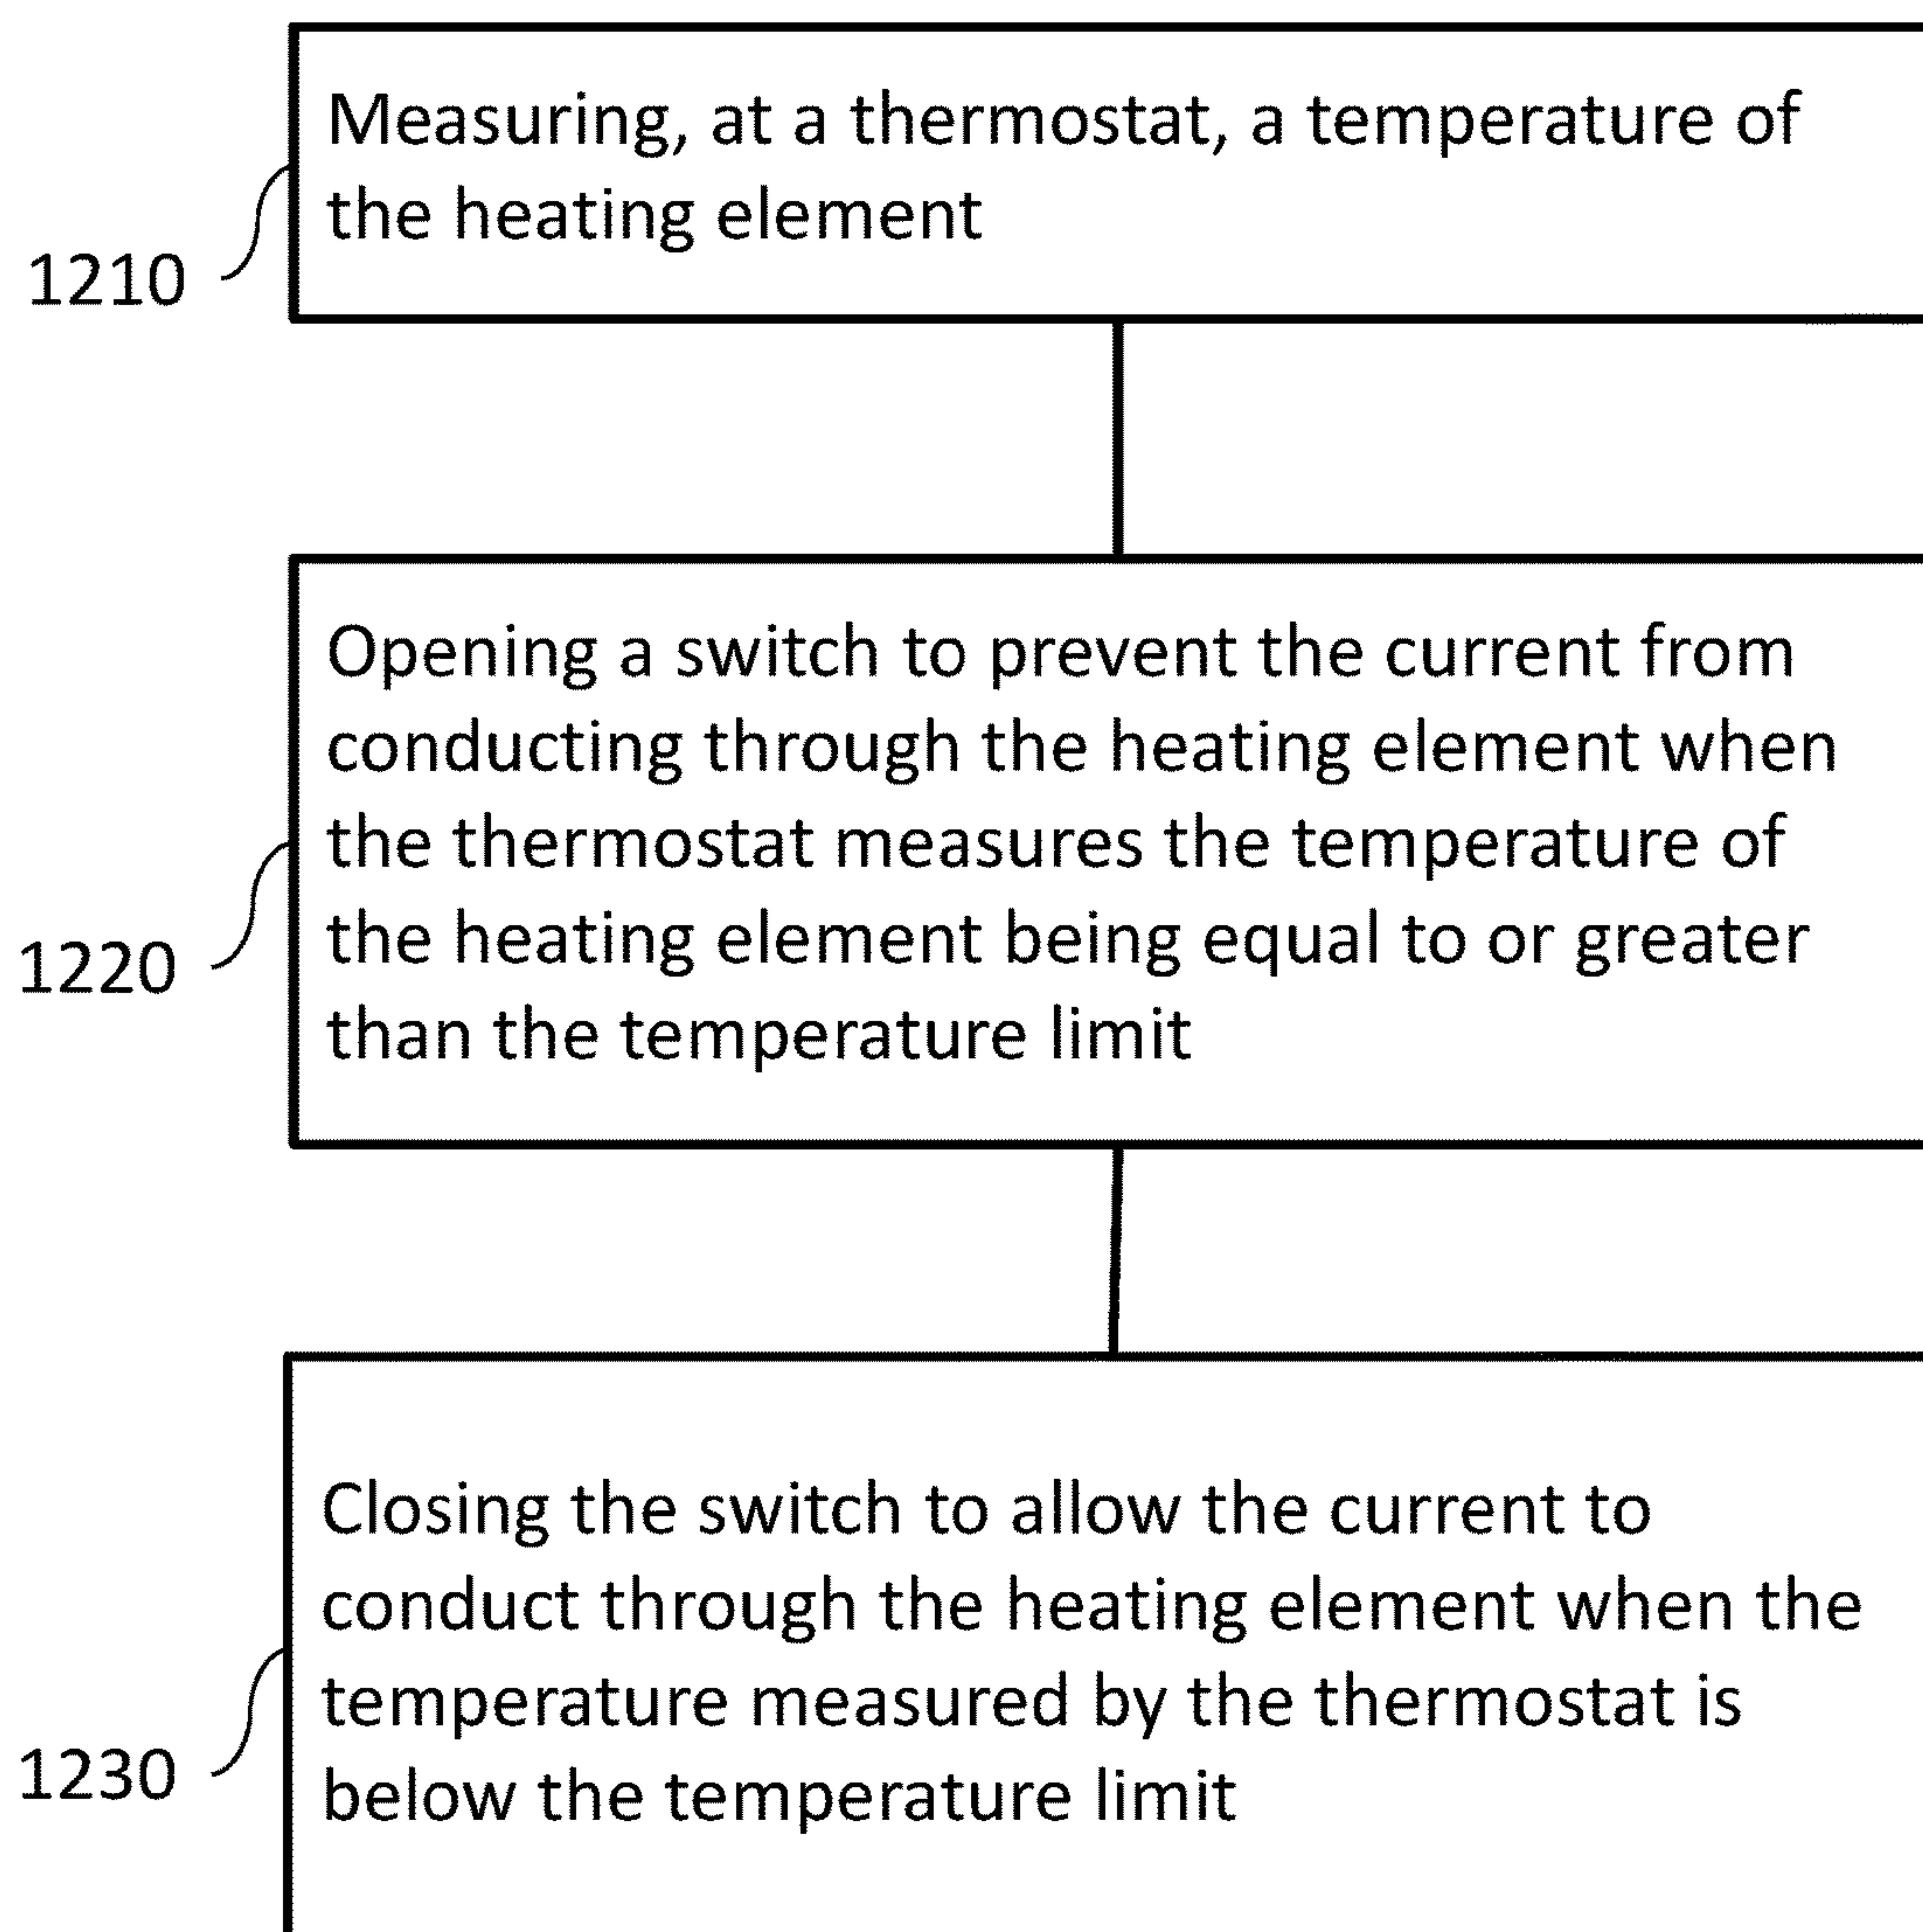 Measuring, at a thermostat, a temperature of
the heating element
1210
Opening a switch to prevent the current from
conducting through the heating element when
the thermostat measures the temperature of
the heating element being equal to or greater
than the temperature limit
1220
Closing the switch to allow the current to
conduct through the heating element when the
temperature measured by the thermostat is
below the temperature limit
1230